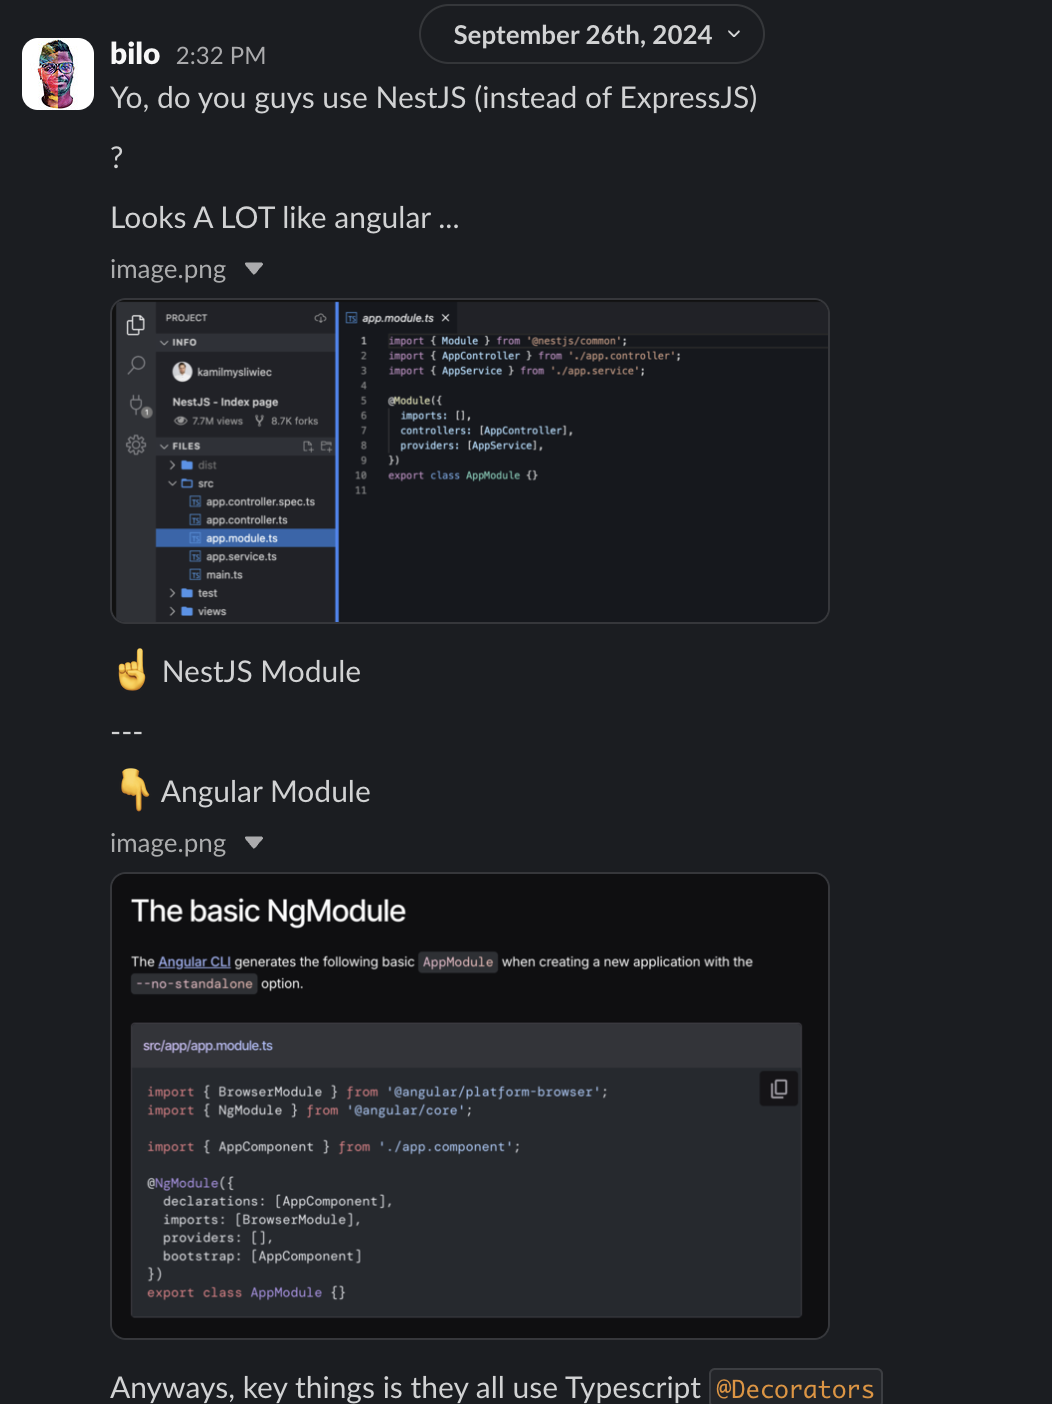 September 26th, 2024
bilo 2:32 PM
Yo, do you guys use NestJS (instead of ExpressJS)
?
Looks A LOT like angular ...
image.png
PROJECT
INFO
kamilmysliwiec
NestJS - Index page
7.7M views 8.7K forks
FILES
dist
src
app.controller.spec.ts
app.controller.ts
app.module.ts
app.service.ts
main.ts
test
views
1
TS app.module.ts ×
1 import { Module } from '@nestjs/common';
2 import { AppController } from './app.controller';
3 import { AppService } from './app.service';
4
5 @Module({
6 imports: [],
7 controllers: [AppController],
8 providers: [AppService],
9 })
10 export class AppModule {}
11
☝️ NestJS Module
---
👇 Angular Module
image.png
The basic NgModule
The Angular CLI generates the following basic AppModule when creating a new application with the
--no-standalone option.
src/app/app.module.ts
import { BrowserModule } from '@angular/platform-browser';
import { NgModule } from '@angular/core';
import { AppComponent } from './app.component';
@NgModule({
declarations: [AppComponent],
imports: [BrowserModule],
providers: [],
bootstrap: [AppComponent]
})
export class AppModule {}
Anyways, key things is they all use Typescript @Decorators